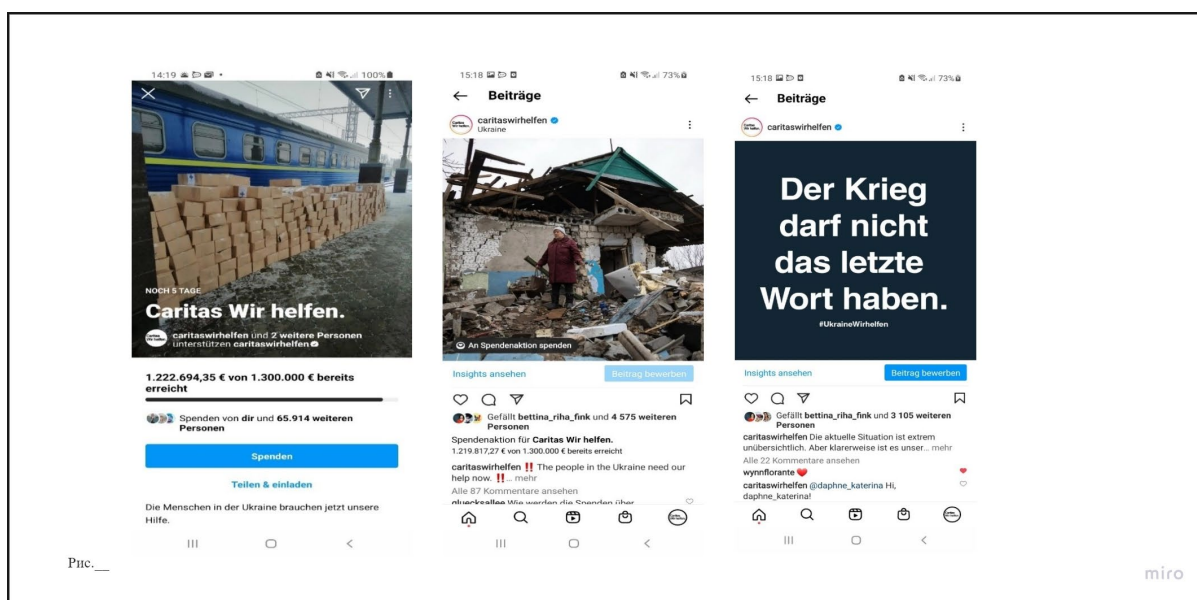 14:19
100%
NOCH 5 TAGE
Caritas Wir helfen.
caritaswirhelfen und 2 weitere Personen
unterstützen caritaswirhelfen
1.222.694,35 € von 1.300.000 € bereits
erreicht
Spenden von dir und 65.914 weiteren
Personen
Spenden
Teilen & einladen
Die Menschen in der Ukraine brauchen jetzt unsere
Hilfe.
15:18
73%
Beiträge
caritaswirhelfen
Ukraine
An Spendenaktion spenden
Insights ansehen
Beitrag bewerben
Gefällt bettina_riha_fink und 4 575 weiteren
Personen
Spendenaktion für Caritas Wir helfen.
1.219.817,27 € von 1.300.000 € bereits erreicht
caritaswirhelfen ‼️ The people in the Ukraine need our
help now. ‼️... mehr
Alle 87 Kommentare ansehen
gluecksallee Wie werden die Spenden über
15:18
73%
Beiträge
caritaswirhelfen
Der Krieg
darf nicht
das letzte
Wort haben.
#UkraineWirhelfen
Insights ansehen
Beitrag bewerben
Gefällt bettina_riha_fink und 3 105 weiteren
Personen
caritaswirhelfen Die aktuelle Situation ist extrem
unübersichtlich. Aber klarerweise ist es unser... mehr
Alle 22 Kommentare ansehen
wynnflorante ❤️
caritaswirhelfen @daphne_katerina Hi,
daphne_katerina!
Рис.__
miro